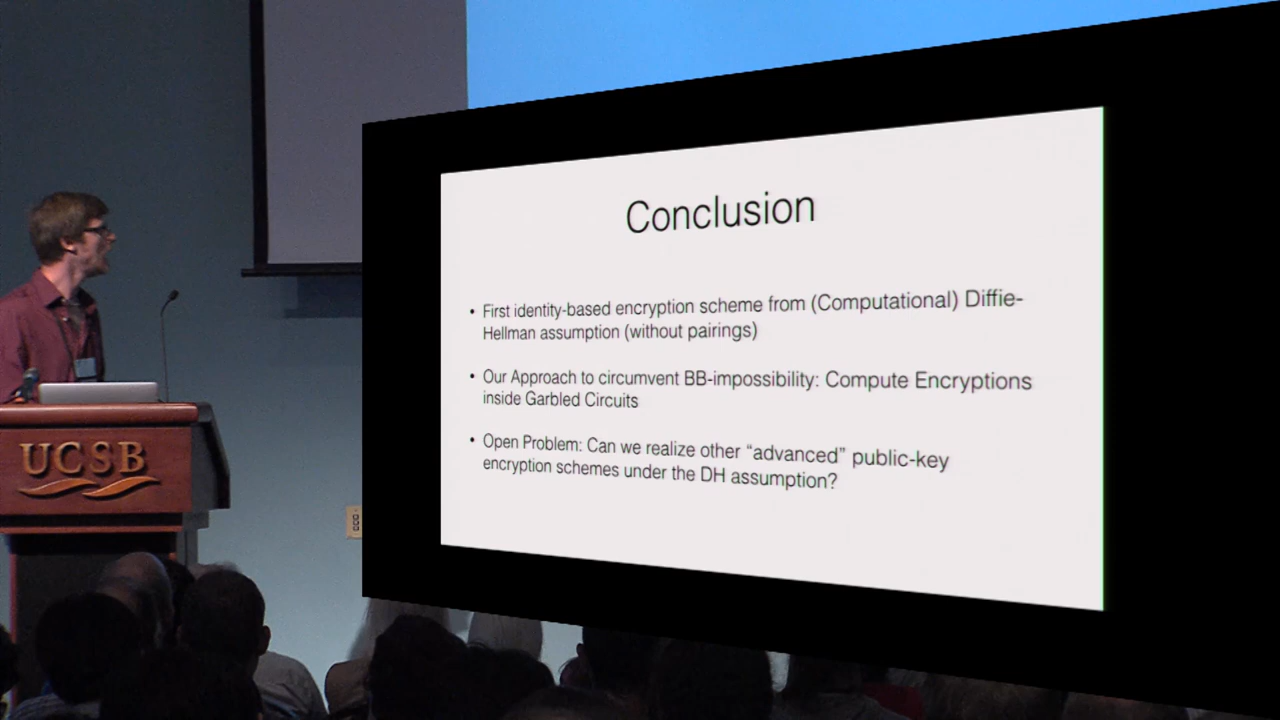 Conclusion
• First identity-based encryption scheme from (Computational) Diffie-
Hellman assumption (without pairings)
• Our Approach to circumvent BB-impossibility: Compute Encryptions
inside Garbled Circuits
• Open Problem: Can we realize other “advanced” public-key
encryption schemes under the DH assumption?
UCSB